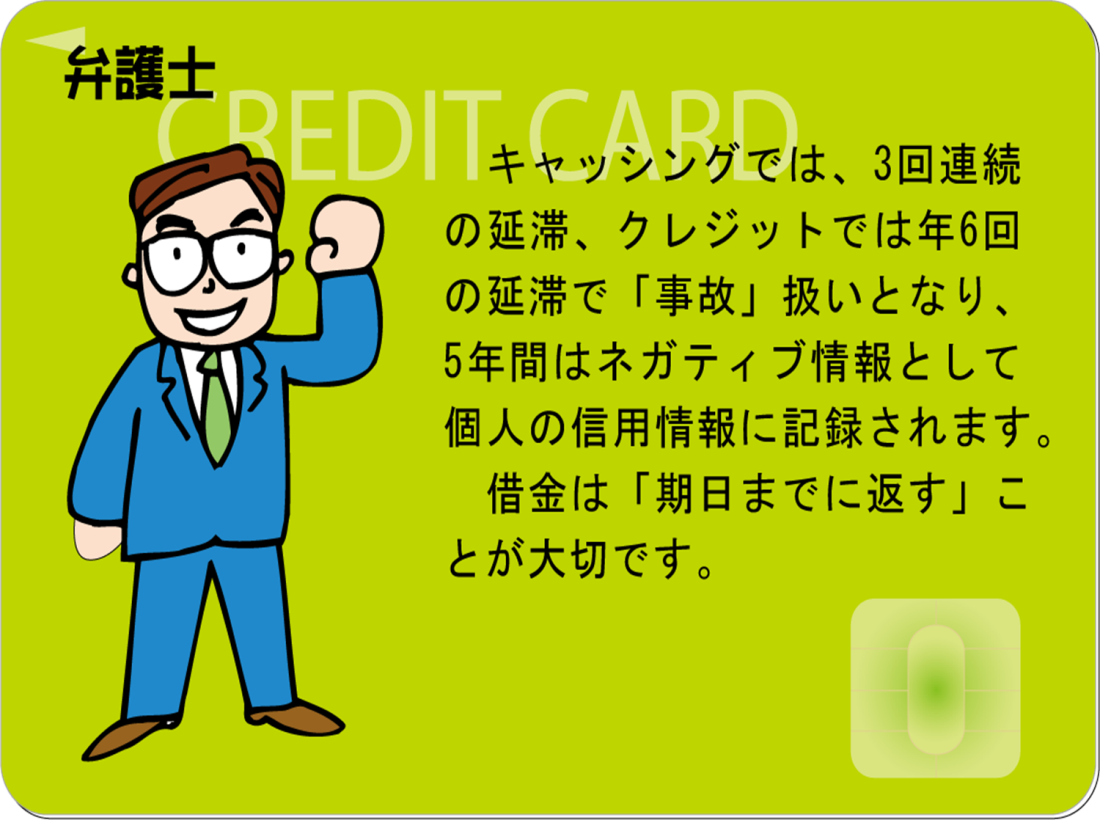 弁護士
CREDIT CARD
　キャッシングでは、3回連続
の延滞、クレジットでは年6回
の延滞で「事故」扱いとなり、
5年間はネガティブ情報として
個人の信用情報に記録されます。
　借金は「期日までに返す」こ
とが大切です。